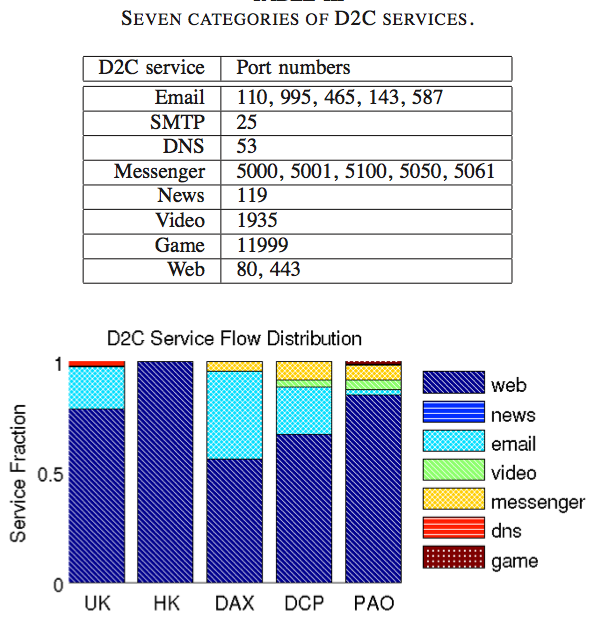 SEVEN CATEGORIES OF D2C SERVICES.
D2C service Port numbers
Email 110, 995, 465, 143, 587
SMTP 25
DNS 53
Messenger 5000, 5001, 5100, 5050, 5061
News 119
Video 1935
Game 11999
Web 80, 443
D2C Service Flow Distribution
Service Fraction
1
0.5
0
UK HK DAX DCP PAO
web
news
email
video
messenger
dns
game